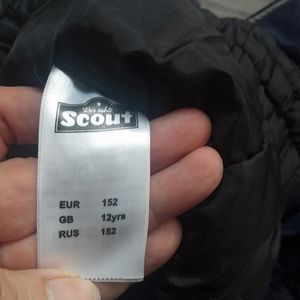 Der echte
Scout
EUR 152
GB 12yrs
RUS 152